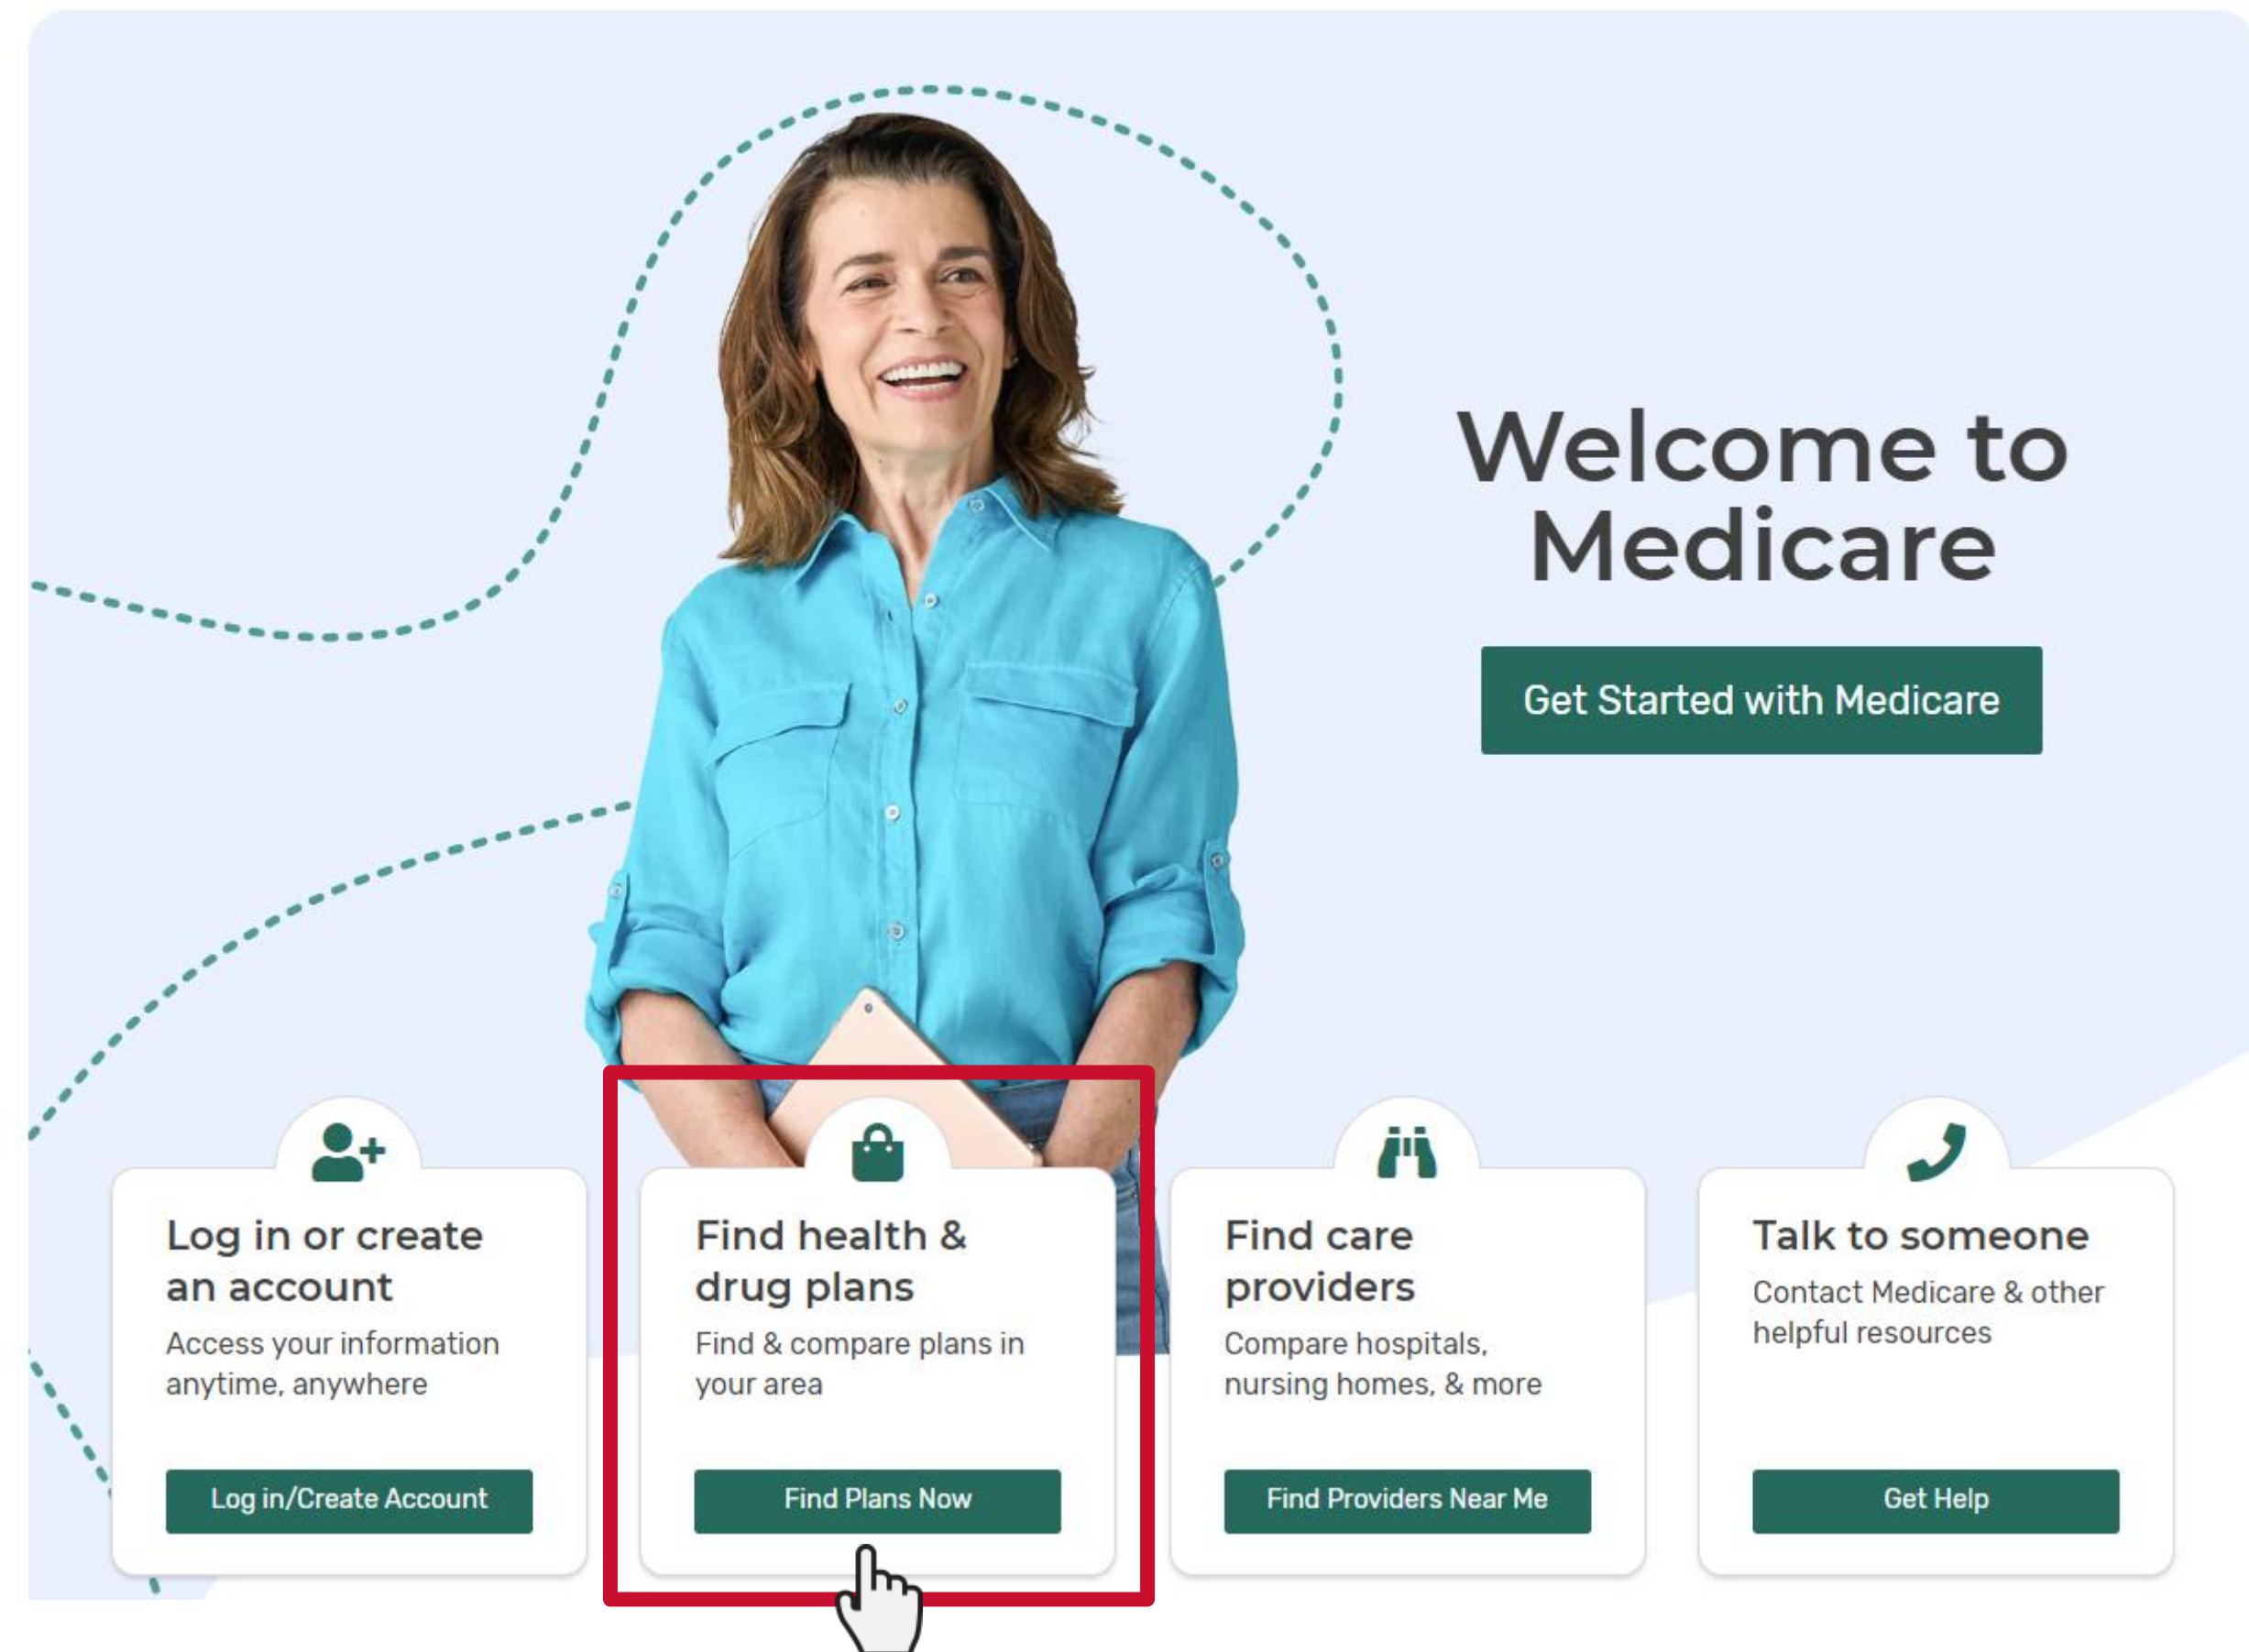 Welcome to
Medicare
Get Started with Medicare
Log in or create
an account
Access your information
anytime, anywhere
Log in/Create Account
Find health &
drug plans
Find & compare plans in
your area
Find Plans Now
Find care
providers
Compare hospitals,
nursing homes, & more
Find Providers Near Me
Talk to someone
Contact Medicare & other
helpful resources
Get Help